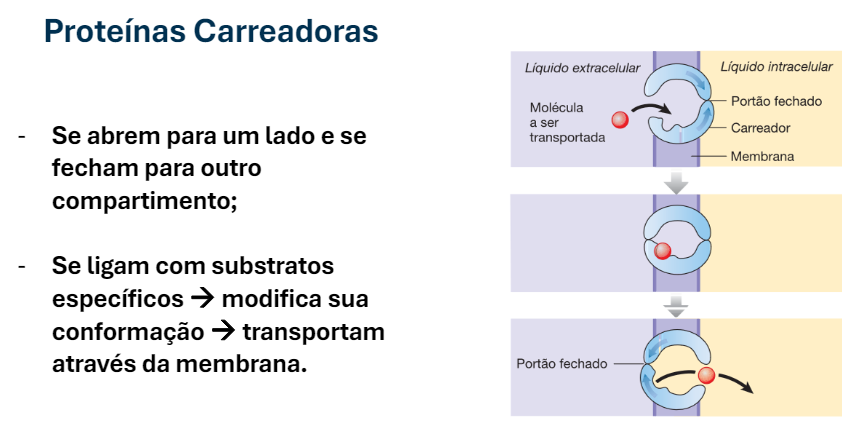 Proteínas Carreadoras
- Se abrem para um lado e se
fecham para outro
compartimento;
- Se ligam com substratos
específicos → modifica sua
conformação → transportam
através da membrana.
Líquido extracelular
Líquido intracelular
Molécula
a ser
transportada
Portão fechado
Carreador
Membrana
Portão fechado